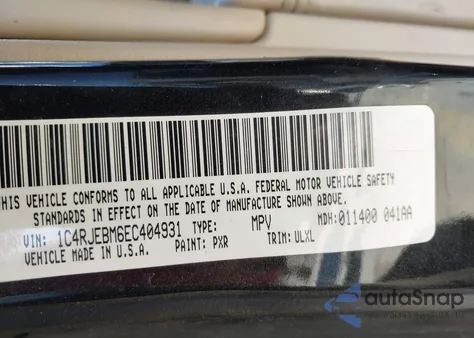 THIS VEHICLE CONFORMS TO ALL APPLICABLE U.S.A. FEDERAL MOTOR VEHICLE SAFETY
STANDARDS IN EFFECT ON THE DATE OF MANUFACTURE SHOWN ABOVE.
VIN: 1C4RJEBM6EC404931 TYPE: MPV MDH:011400 041AA
VEHICLE MADE IN U.S.A. PAINT: PXR TRIM: ULXL
autoSnap